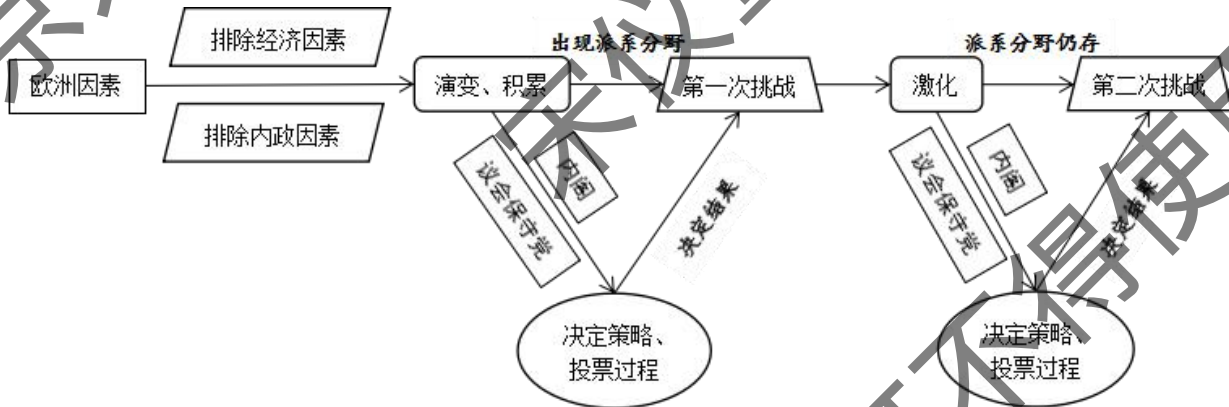 排除经济因素
出现派系分野
派系分野仍存
欧洲因素
演变、积累
第一次挑战
激化
第二次挑战
排除内政因素
议会保守党
内阁
决定结果
议会保守党
内阁
决定结果
决定策略、
投票过程
决定策略、
投票过程
不得使用